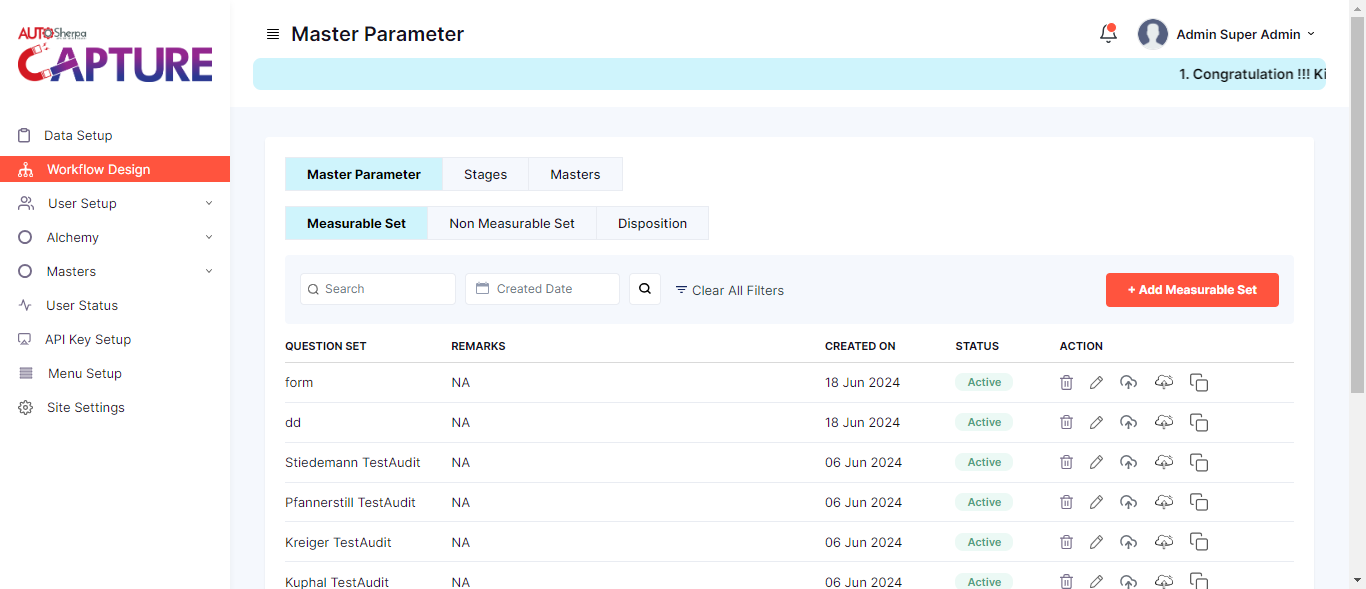 AUTOSherpa
CAPTURE
Data Setup
Workflow Design
User Setup
Alchemy
Masters
User Status
API Key Setup
Menu Setup
Site Settings
Master Parameter
Admin Super Admin
1. Congratulation !!! Ki
Master Parameter Stages Masters
Measurable Set Non Measurable Set Disposition
Search Created Date Clear All Filters + Add Measurable Set
QUESTION SET REMARKS CREATED ON STATUS ACTION
form NA 18 Jun 2024 Active
dd NA 18 Jun 2024 Active
Stiedemann TestAudit NA 06 Jun 2024 Active
Pfannerstill TestAudit NA 06 Jun 2024 Active
Kreiger TestAudit NA 06 Jun 2024 Active
Kuphal TestAudit NA 06 Jun 2024 Active